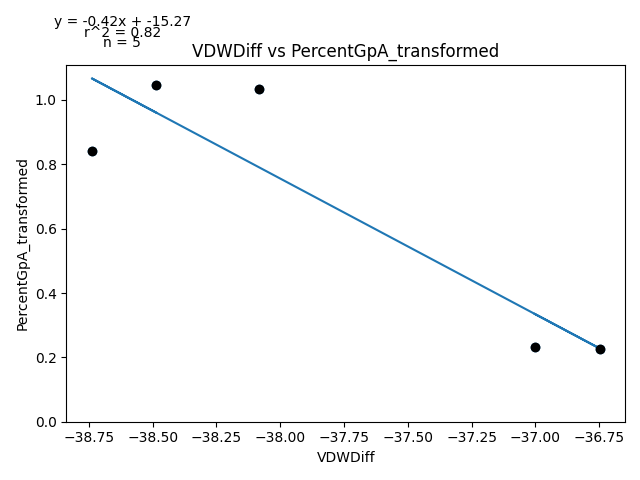 y = -0.42x + -15.27
r^2 = 0.82
n = 5
VDWDiff vs PercentGpA_transformed
PercentGpA_transformed
1.0
0.8
0.6
0.4
0.2
0.0
−38.75 −38.50 −38.25 −38.00 −37.75 −37.50 −37.25 −37.00 −36.75
VDWDiff